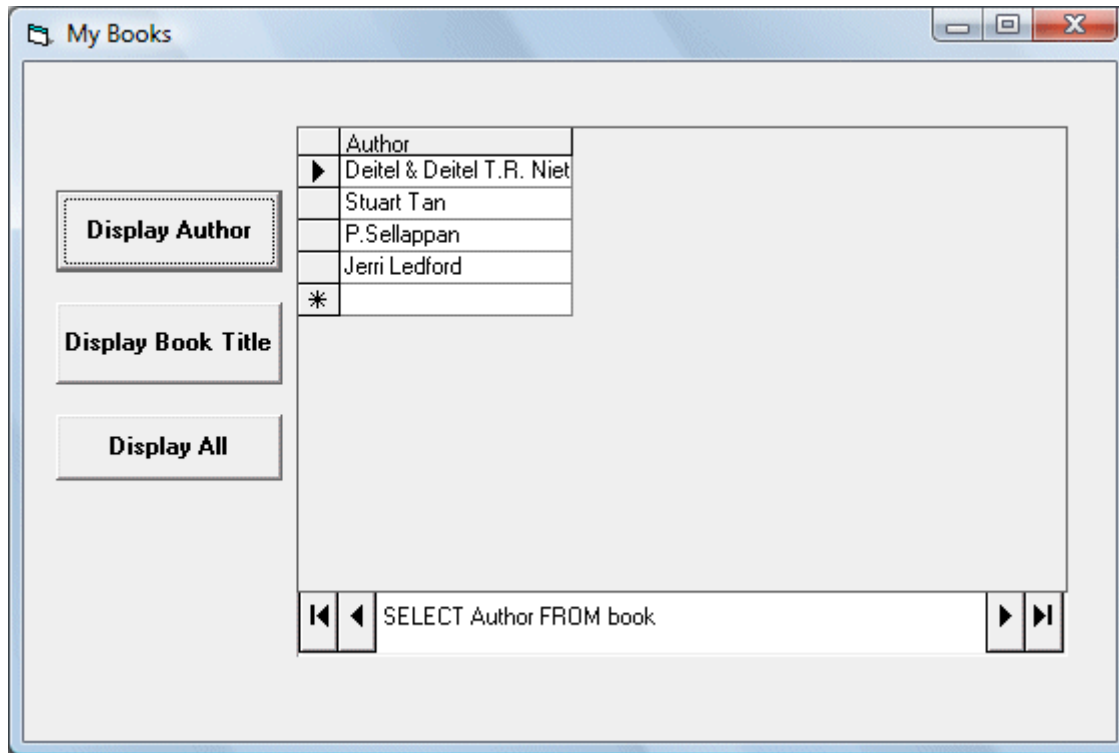 My Books
Display Author
Display Book Title
Display All
Author
Deitel & Deitel T.R. Niet
Stuart Tan
P.Sellappan
Jerri Ledford
SELECT Author FROM book